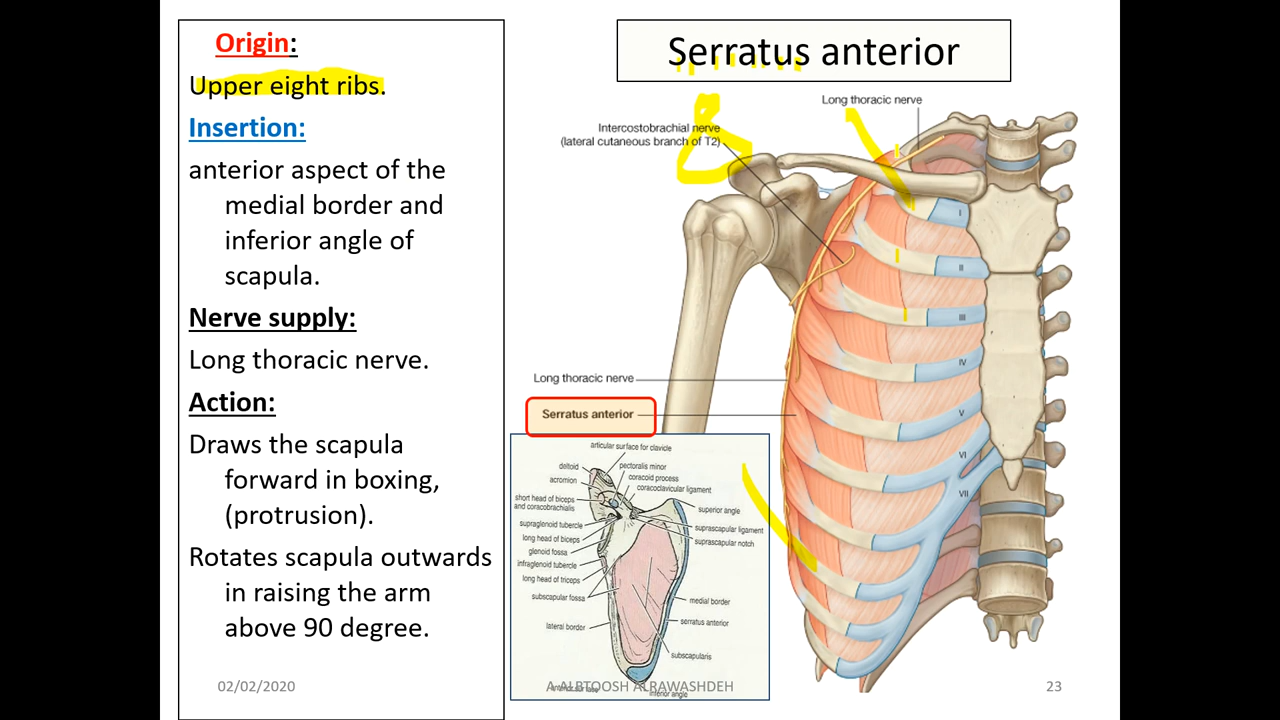 Origin:
Upper eight ribs.
Insertion:
anterior aspect of the
medial border and
inferior angle of
scapula.
Nerve supply:
Long thoracic nerve.
Action:
Draws the scapula
forward in boxing,
(protrusion).
Rotates scapula outwards
in raising the arm
above 90 degree.
Serratus anterior
Long thoracic nerve
Intercostobrachial nerve
(lateral cutaneous branch of T2)
I
II
III
IV
V
VI
VII
Long thoracic nerve
Serratus anterior
articular surface for clavicle
deltoid
pectoralis minor
acromion
coracoid process
coracoclavicular ligament
short head of biceps
and coracobrachialis
superior angle
supraglenoid tubercle
suprascapular ligament
long head of biceps
suprascapular notch
glenoid fossa
infraglenoid tubercle
long head of triceps
subscapular fossa
medial border
serratus anterior
lateral border
subscapularis
inferior angle
02/02/2020
A ALBTOOSH ALRAWASHDEH
23